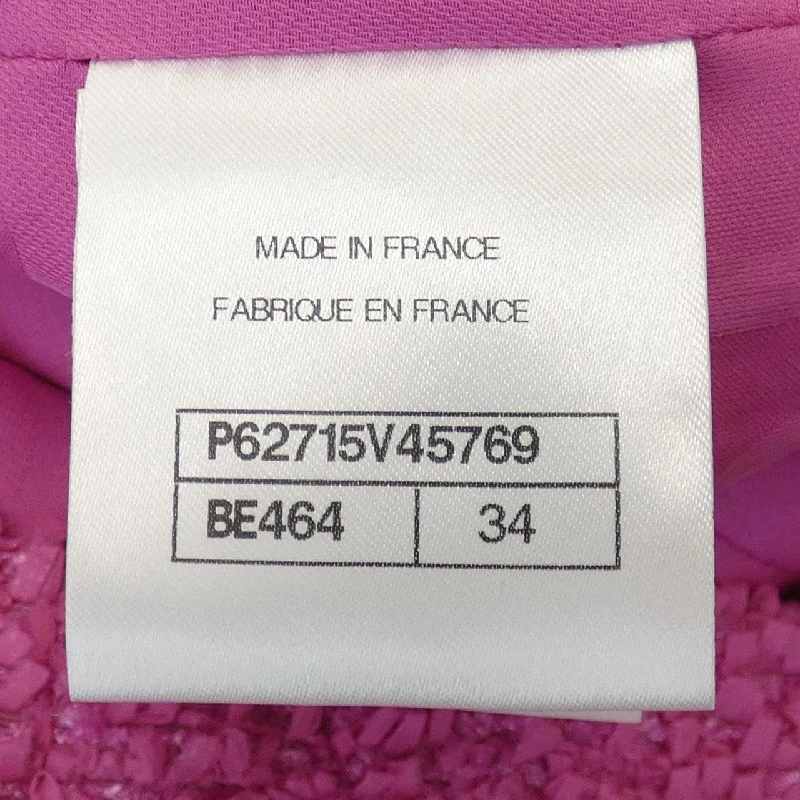 MADE IN FRANCE
FABRIQUE EN FRANCE
P62715V45769
BE464 34